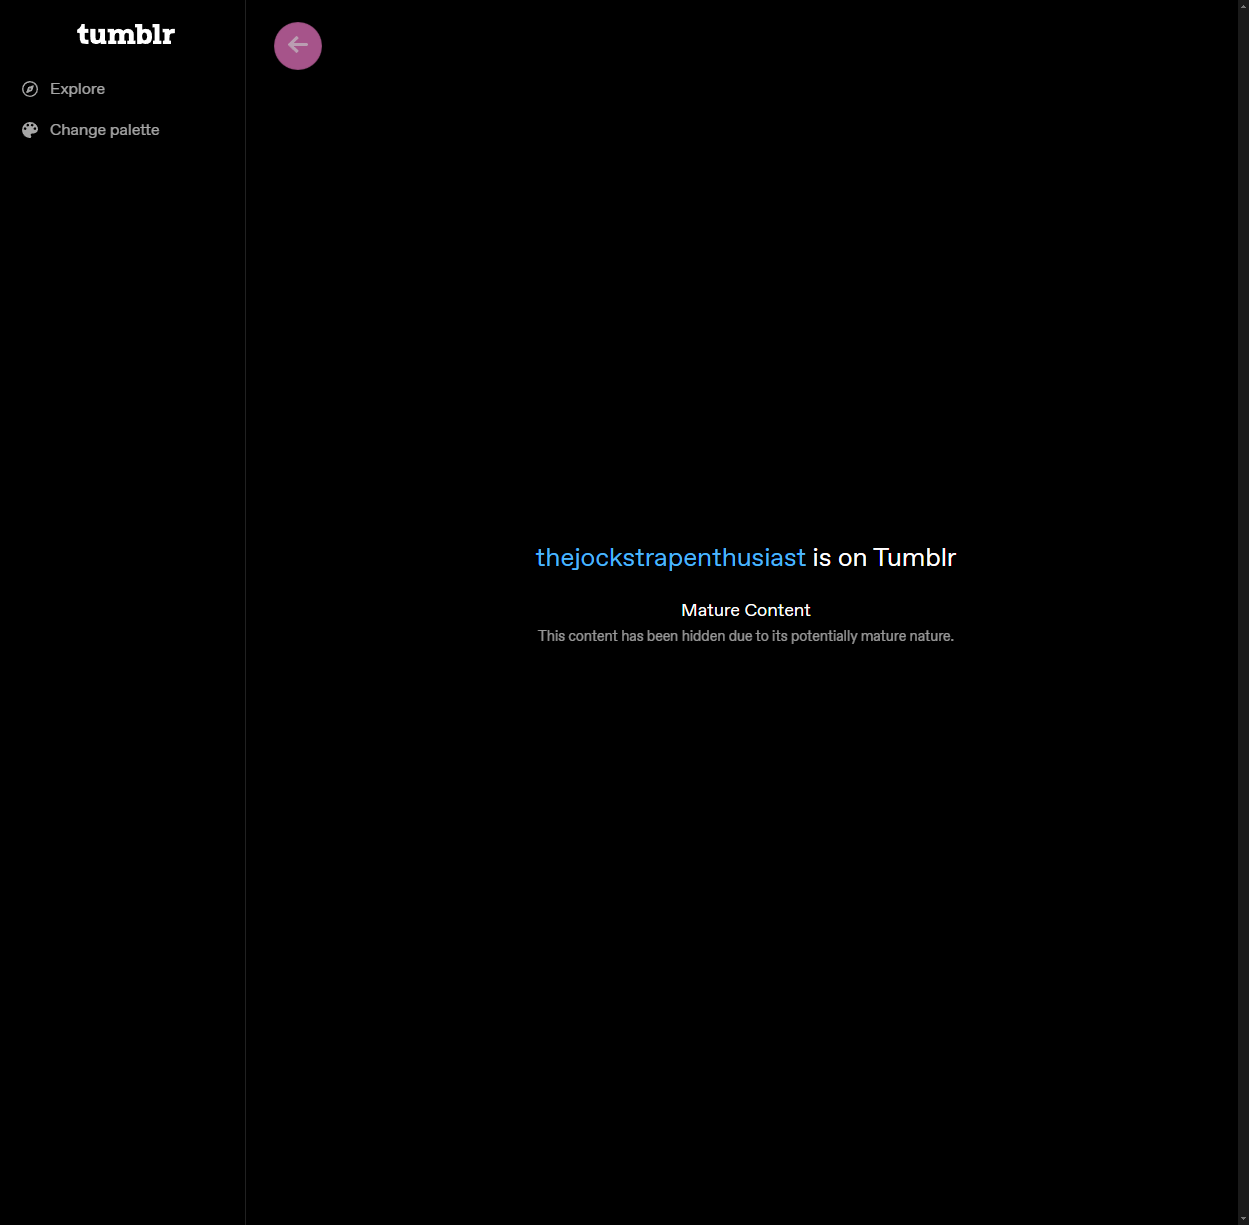 tumblr
Explore
Change palette
thejockstrapenthusiast is on Tumblr
Mature Content
This content has been hidden due to its potentially mature nature.